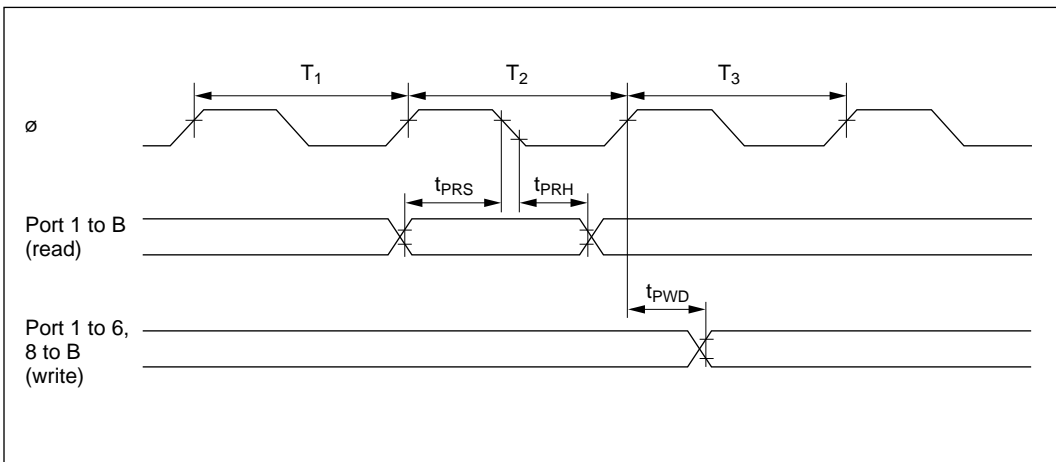 T1 T2 T3
ø
tPRS tPRH
Port 1 to B
(read)
tPWD
Port 1 to 6,
8 to B
(write)